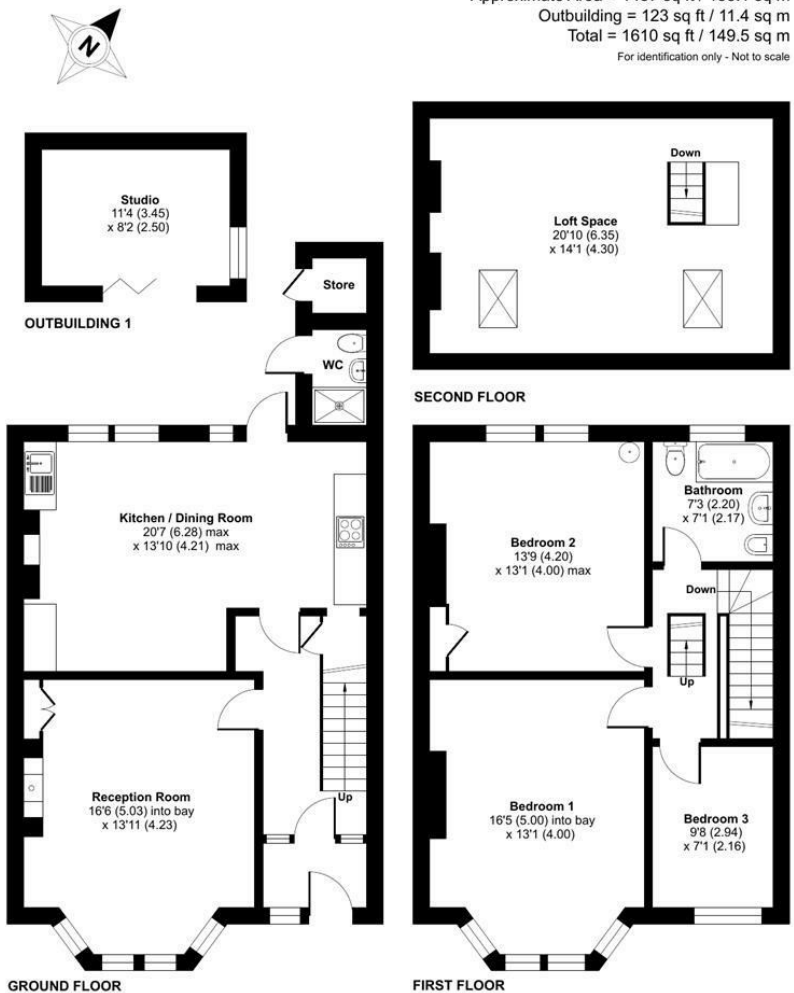 Outbuilding = 123 sq ft / 11.4 sq m
Total = 1610 sq ft / 149.5 sq m
For identification only - Not to scale
N
Studio
11'4 (3.45)
x 8'2 (2.50)
OUTBUILDING 1
Store
WC
Down
Loft Space
20'10 (6.35)
x 14'1 (4.30)
SECOND FLOOR
Kitchen / Dining Room
20'7 (6.28) max
x 13'10 (4.21) max
Up
Reception Room
16'6 (5.03) into bay
x 13'11 (4.23)
GROUND FLOOR
Bedroom 2
13'9 (4.20)
x 13'1 (4.00) max
Bathroom
7'3 (2.20)
x 7'1 (2.17)
Down
Up
Bedroom 1
16'5 (5.00) into bay
x 13'1 (4.00)
Bedroom 3
9'8 (2.94)
x 7'1 (2.16)
FIRST FLOOR